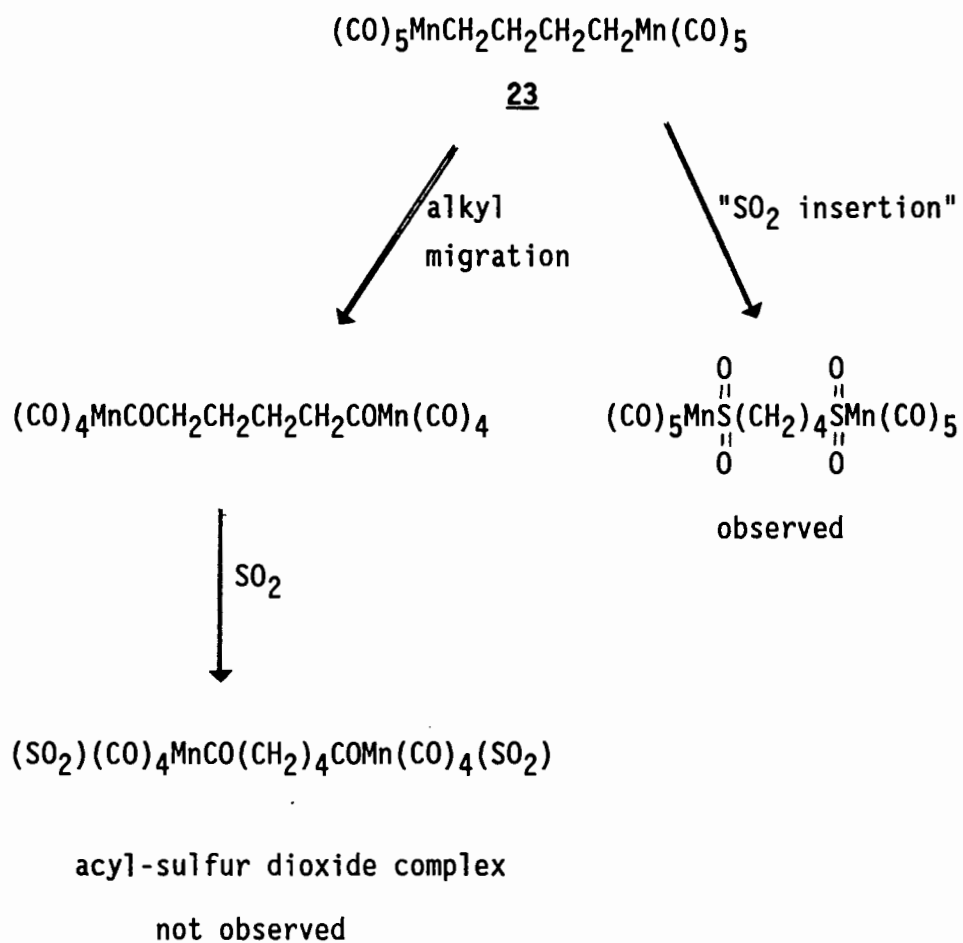 (CO)5MnCH2CH2CH2CH2Mn(CO)5
23
alkyl
migration
"SO2 insertion"
(CO)4MnCOCH2CH2CH2CH2COMn(CO)4
O O
(CO)5MnS(CH2)4SMn(CO)5
O O
observed
SO2
(SO2)(CO)4MnCO(CH2)4COMn(CO)4(SO2)
acyl-sulfur dioxide complex
not observed